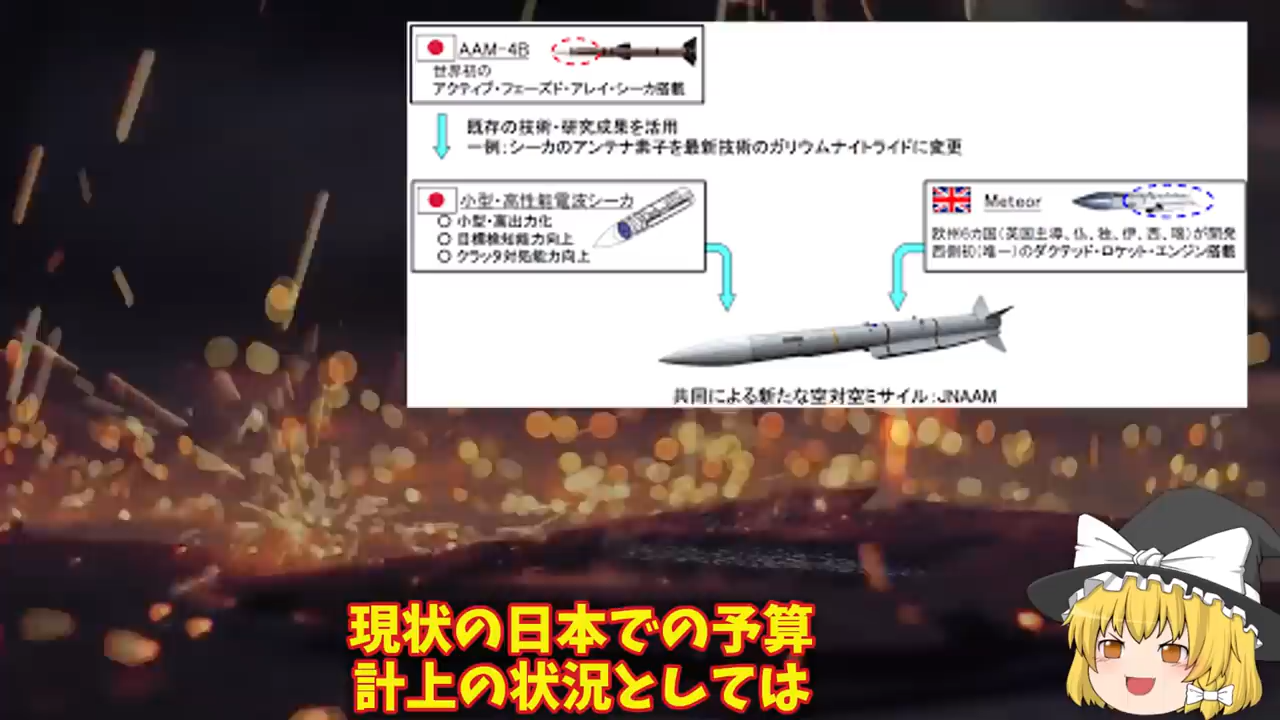 AAM-4B
世界初の
アクティブ・フェーズド・アレイ・シーカ搭載
既存の技術・研究成果を活用
一例：シーカのアンテナ素子を最新技術のガリウムナイトライドに変更
小型・高性能電波シーカ
○ 小型・高出力化
○ 目標検知能力向上
○ クラッタ対処能力向上
Meteor
欧州6カ国（英国主導、仏、独、伊、西、瑞）が開発
西側初（唯一）のダクテッド・ロケット・エンジン搭載
共同による新たな空対空ミサイル：JNAAM
現状の日本での予算
計上の状況としては